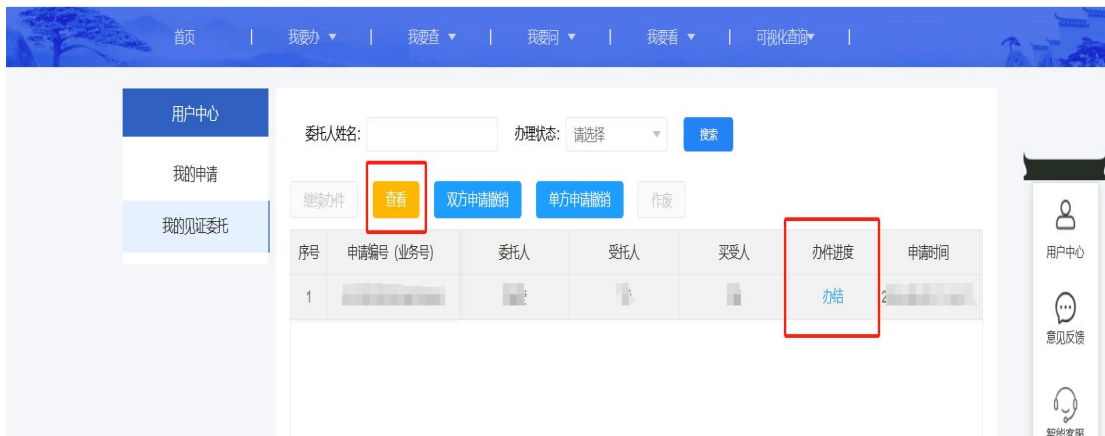 首页 | 我要办 ▼ | 我要查 ▼ | 我要问 ▼ | 我要看 ▼ | 可视化查询▼ |
用户中心
我的申请
我的见证委托
委托人姓名: 办理状态: 请选择 ▼ 搜索
继续办件 查看 双方申请撤销 单方申请撤销 作废
序号 申请编号 (业务号) 委托人 受托人 买受人 办件进度 申请时间
1 办结 2
用户中心
意见反馈
智能客服